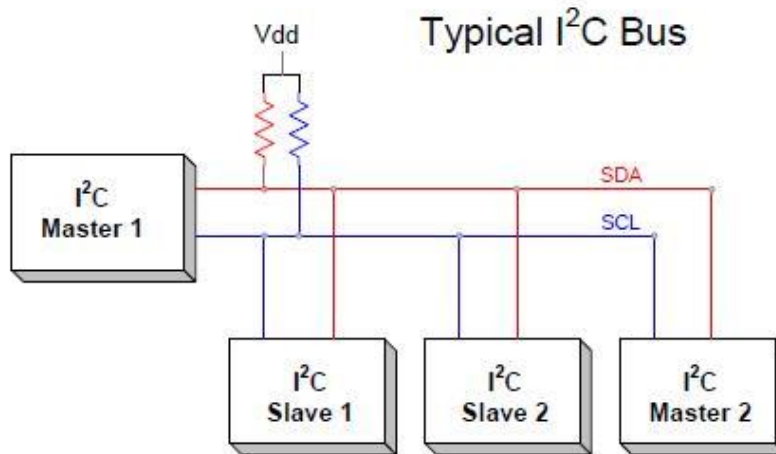 Typical I²C Bus
Vdd
SDA
SCL
I²C
Master 1
I²C
Slave 1
I²C
Slave 2
I²C
Master 2